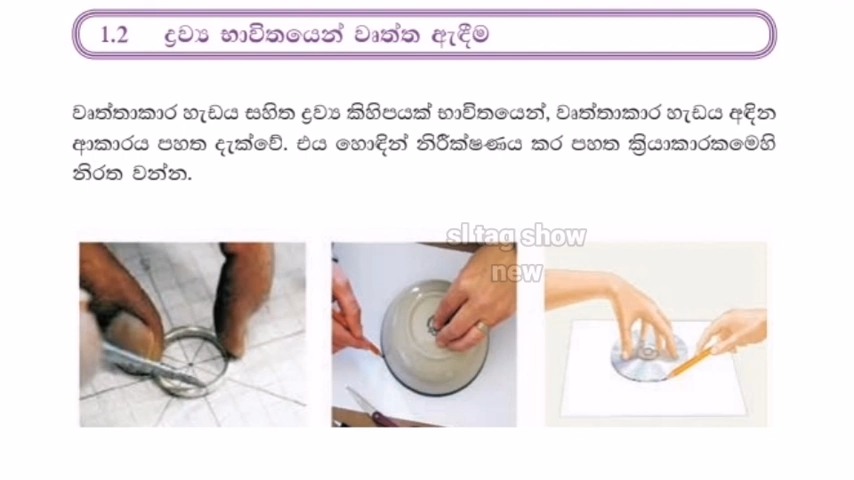 1.2 ද්‍රව්‍ය භාවිතයෙන් වෘත්ත ඇඳීම
වෘත්තාකාර හැඩය සහිත ද්‍රව්‍ය කිහිපයක් භාවිතයෙන්, වෘත්තාකාර හැඩය අඳින
ආකාරය පහත දැක්වේ. එය හොඳින් නිරීක්ෂණය කර පහත ක්‍රියාකාරකමෙහි
නිරත වන්න.
sl tag show
new